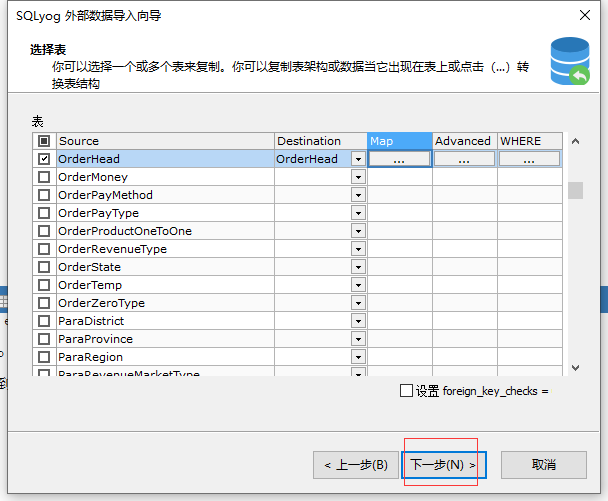 SQLyog 外部数据导入向导
选择表
你可以选择一个或多个表来复制。你可以复制表架构或数据当它出现在表上或点击（...）转
换表结构
表
Source Destination Map Advanced WHERE
OrderHead OrderHead ... ... ...
OrderMoney
OrderPayMethod
OrderPayType
OrderProductOneToOne
OrderRevenueType
OrderState
OrderTemp
OrderZeroType
ParaDistrict
ParaProvince
ParaRegion
ParaRevenueMarketType
设置 foreign_key_checks =
< 上一步(B) 下一步(N) > 取消